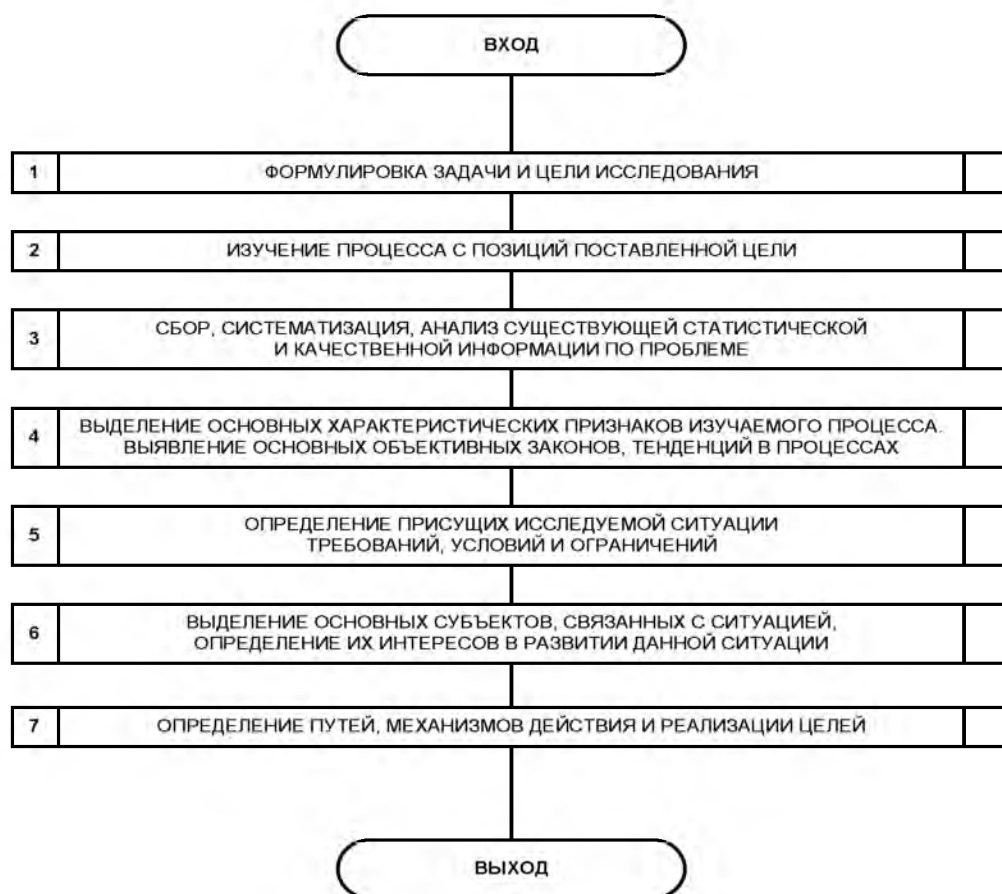 ВХОД
1 ФОРМУЛИРОВКА ЗАДАЧИ И ЦЕЛИ ИССЛЕДОВАНИЯ
2 ИЗУЧЕНИЕ ПРОЦЕССА С ПОЗИЦИЙ ПОСТАВЛЕННОЙ ЦЕЛИ
3 СБОР, СИСТЕМАТИЗАЦИЯ, АНАЛИЗ СУЩЕСТВУЮЩЕЙ СТАТИСТИЧЕСКОЙ
И КАЧЕСТВЕННОЙ ИНФОРМАЦИИ ПО ПРОБЛЕМЕ
4 ВЫДЕЛЕНИЕ ОСНОВНЫХ ХАРАКТЕРИСТИЧЕСКИХ ПРИЗНАКОВ ИЗУЧАЕМОГО ПРОЦЕССА.
ВЫЯВЛЕНИЕ ОСНОВНЫХ ОБЪЕКТИВНЫХ ЗАКОНОВ, ТЕНДЕНЦИЙ В ПРОЦЕССАХ
5 ОПРЕДЕЛЕНИЕ ПРИСУЩИХ ИССЛЕДУЕМОЙ СИТУАЦИИ
ТРЕБОВАНИЙ, УСЛОВИЙ И ОГРАНИЧЕНИЙ
6 ВЫДЕЛЕНИЕ ОСНОВНЫХ СУБЪЕКТОВ, СВЯЗАННЫХ С СИТУАЦИЕЙ,
ОПРЕДЕЛЕНИЕ ИХ ИНТЕРЕСОВ В РАЗВИТИИ ДАННОЙ СИТУАЦИИ
7 ОПРЕДЕЛЕНИЕ ПУТЕЙ, МЕХАНИЗМОВ ДЕЙСТВИЯ И РЕАЛИЗАЦИИ ЦЕЛЕЙ
ВЫХОД